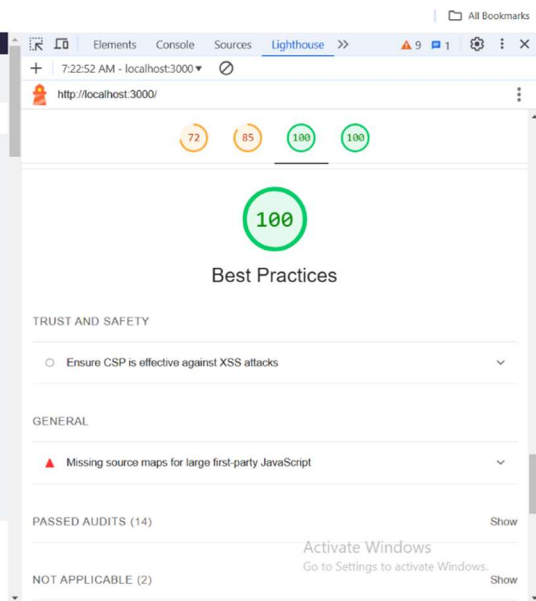 All Bookmarks
Elements Console Sources Lighthouse 9 1
7:22:52 AM - localhost:3000
http://localhost:3000/
72 85 100 100
100
Best Practices
TRUST AND SAFETY
Ensure CSP is effective against XSS attacks
GENERAL
Missing source maps for large first-party JavaScript
PASSED AUDITS (14) Show
Activate Windows
Go to Settings to activate Windows.
NOT APPLICABLE (2) Show